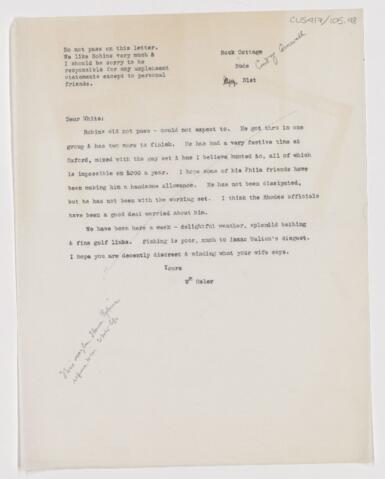 CUS417/105.48
Do not pass on this letter.
We like Robins very much &
I should be sorry to be
responsible for any unpleasant
statements except to personal
friends.
Rock Cottage
Bude
Aug. 31st
Dear White:
Robins did not pass - could not expect to. He got thro in one
group & has two more to finish. He has had a very festive time at
Oxford, mixed with the gay set & has I believe hunted &c, all of which
is impossible on £200 a year. I hope some of his Phila friends have
been making him a handsome allowance. He has not been dissipated,
but he has not been with the working set. I think the Rhodes officials
have been a good deal worried about him.
We have been here a week - delightful weather, splendid bathing
& fine golf links. Fishing is poor, much to Isaac Walton's disgust.
I hope you are decently discreet & minding what your wife says.
Yours
Wm Osler